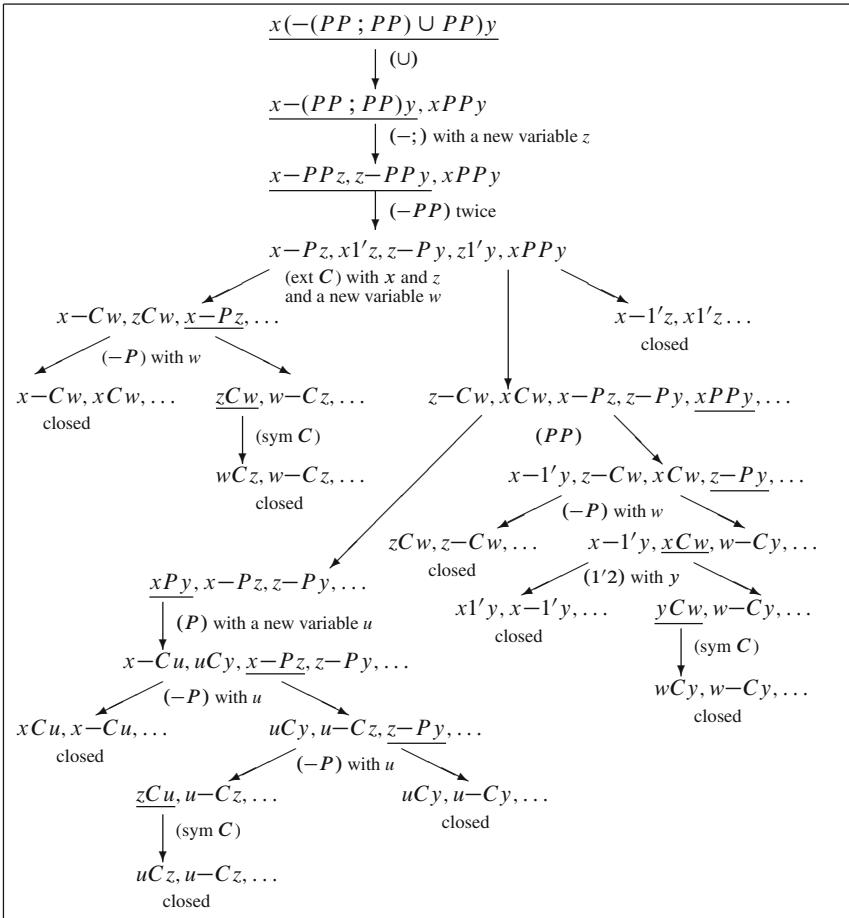 x(−(PP ; PP) ∪ PP)y
(∪)
x−(PP ; PP)y, xPPy
(−;) with a new variable z
x−PPz, z−PPy, xPPy
(−PP) twice
x−Pz, x1′z, z−Py, z1′y, xPPy
(ext C) with x and z
and a new variable w
x−Cw, zCw, x−Pz, . . .
x−1′z, x1′z . . .
closed
(−P) with w
x−Cw, xCw, . . .
closed
zCw, w−Cz, . . .
z−Cw, xCw, x−Pz, z−Py, xPPy, . . .
(sym C)
(PP)
wCz, w−Cz, . . .
closed
x−1′y, z−Cw, xCw, z−Py, . . .
(−P) with w
zCw, z−Cw, . . .
closed
x−1′y, xCw, w−Cy, . . .
(1′2) with y
xPy, x−Pz, z−Py, . . .
x1′y, x−1′y, . . .
closed
yCw, w−Cy, . . .
(P) with a new variable u
(sym C)
x−Cu, uCy, x−Pz, z−Py, . . .
wCy, w−Cy, . . .
closed
(−P) with u
xCu, x−Cu, . . .
closed
uCy, u−Cz, z−Py, . . .
(−P) with u
zCu, u−Cz, . . .
uCy, u−Cy, . . .
closed
(sym C)
uCz, u−Cz, . . .
closed